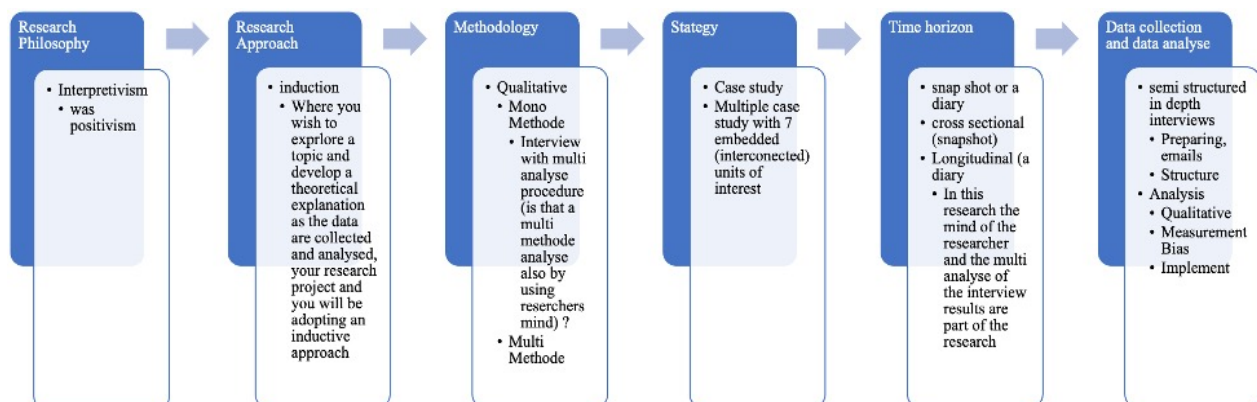 Research
Philosophy
• Interpretivism
• was
positivism
Research
Approach
• induction
• Where you
wish to
exprlore a
topic and
develop a
theoretical
explanation
as the data
are collected
and analysed,
your research
project and
you will be
adopting an
inductive
approach
Methodology
• Qualitative
• Mono
Methode
• Interview
with multi
analyse
procedure
(is that a
multi
methode
analyse
also by
using
reserchers
mind) ?
• Multi
Methode
Stategy
• Case study
• Multiple case
study with 7
embedded
(interconected)
units of
interest
Time horizon
• snap shot or a
diary
• cross sectional
(snapshot)
• Longitudinal (a
diary
• In this
research the
mind of the
researcher
and the multi
analyse of
the interview
results are
part of the
research
Data collection
and data analyse
• semi structured
in depth
interviews
• Preparing,
emails
• Structure
• Analysis
• Qualitative
• Measurement
Bias
• Implement